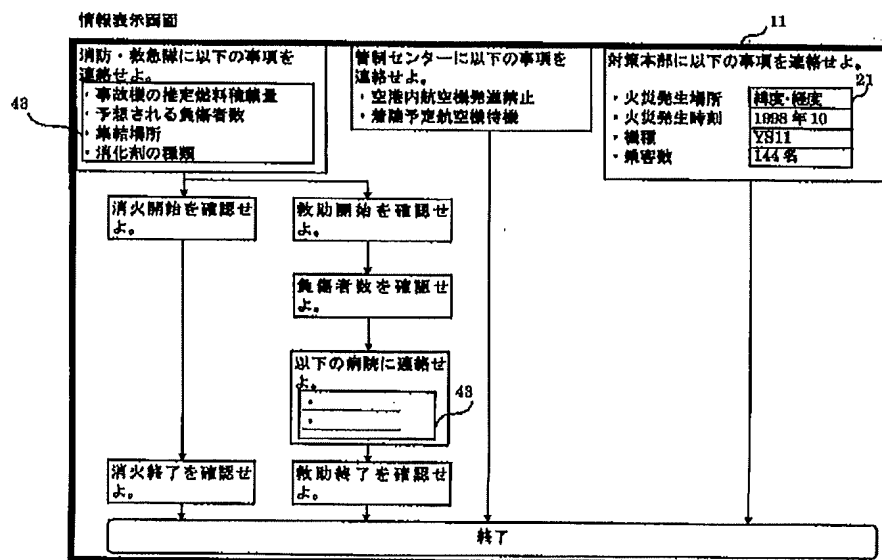 情報表示画面
11
消防・救急隊に以下の事項を
連絡せよ。
・事故機の推定燃料積載量
・予想される負傷者数
・集結場所
・消化剤の種類
43
管制センターに以下の事項を
連絡せよ。
・空港内航空機発進禁止
・着陸予定航空機待機
対策本部に以下の事項を連絡せよ。
21
・火災発生場所 緯度・経度
・火災発生時刻 1998年10
・機種 YS11
・乗客数 144名
消火開始を確認せ
よ。
救助開始を確認せ
よ。
負傷者数を確認せ
よ。
以下の病院に連絡せ
よ。
・
・
43
消火終了を確認せ
よ。
救助終了を確認せ
よ。
終了